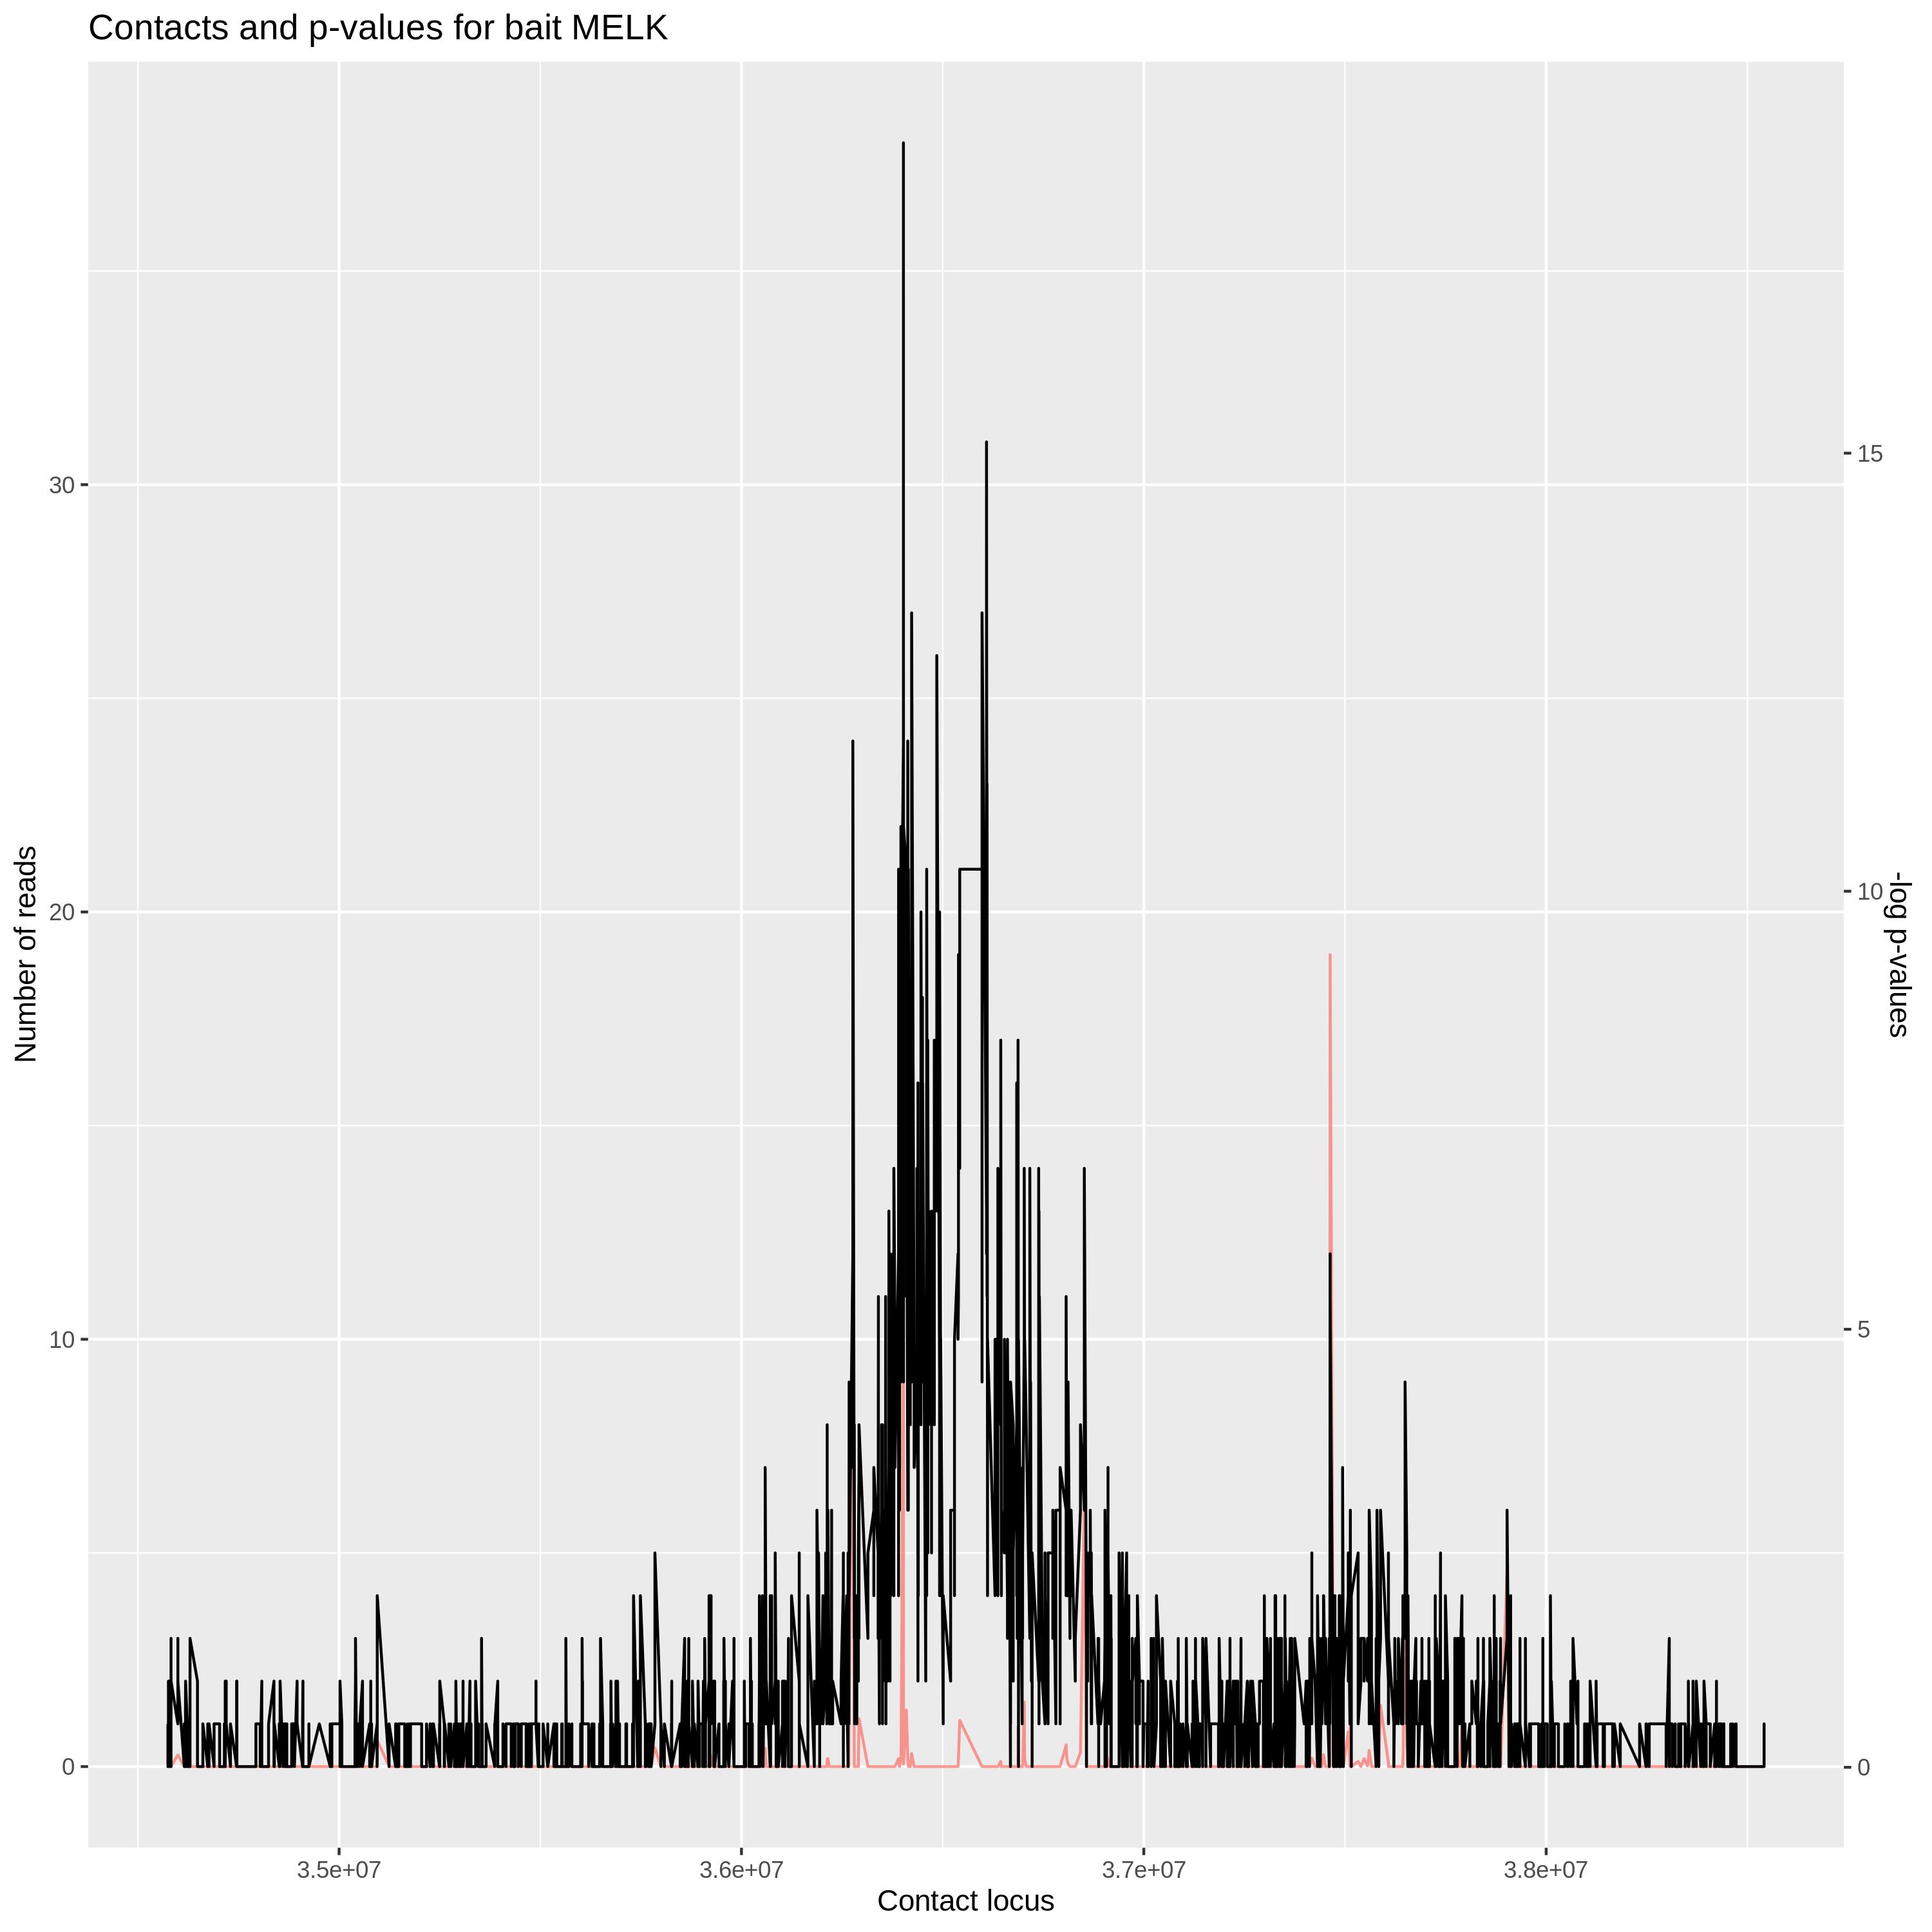 Contacts and p-values for bait MELK
30
20
10
0
Number of reads
15
10
5
0
-log p-values
3.5e+07
3.6e+07
3.7e+07
3.8e+07
Contact locus